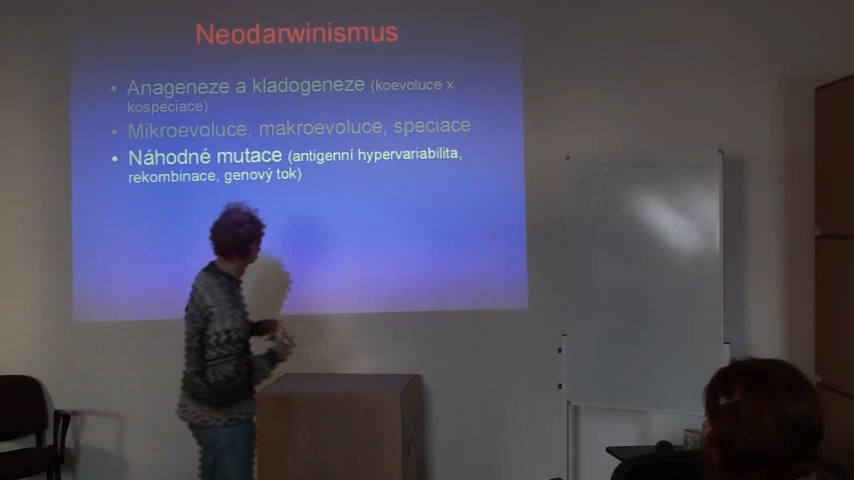 Neodarwinismus
• Anageneze a kladogeneze (koevoluce x
kospeciace)
• Mikroevoluce, makroevoluce, speciace
• Náhodné mutace (antigenní hypervariabilita,
rekombinace, genový tok)